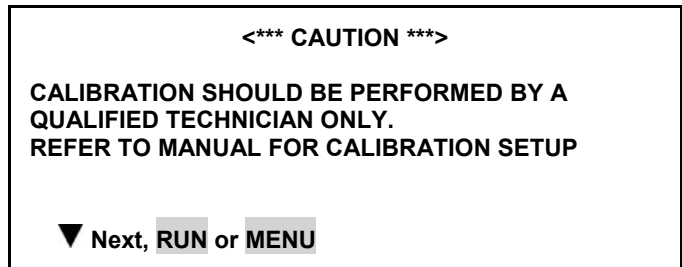 <*** CAUTION ***>
CALIBRATION SHOULD BE PERFORMED BY A
QUALIFIED TECHNICIAN ONLY.
REFER TO MANUAL FOR CALIBRATION SETUP
▼ Next, RUN or MENU